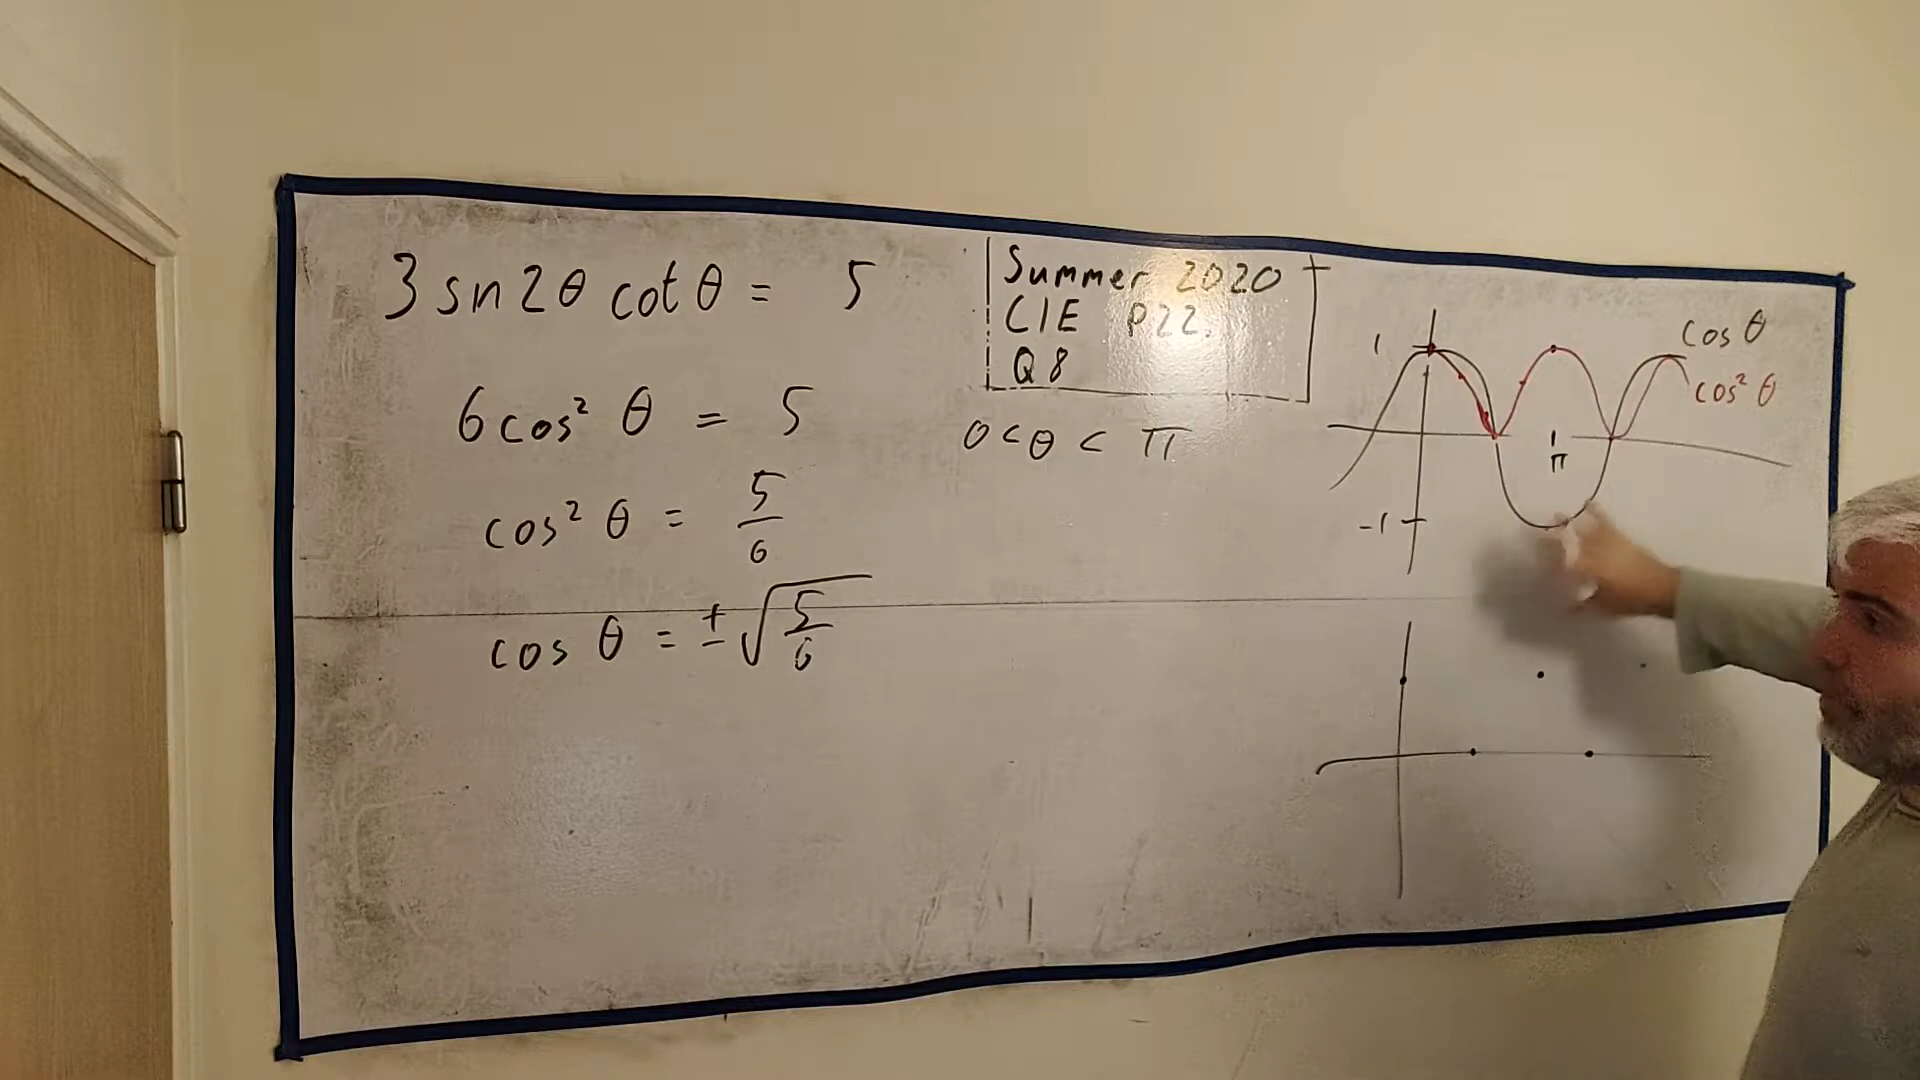 3 sn 2θ cot θ = 5
6 cos² θ = 5
cos² θ = 5/6
cos θ = ± √(5/6)
Summer 2020
CIE P22.
Q8
0 < θ < π
1
cos θ
cos² θ
π
-1